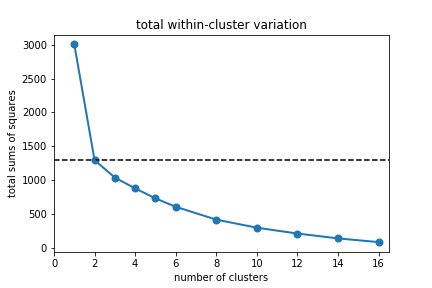 total within-cluster variation
total sums of squares
3000
2500
2000
1500
1000
500
0
0 2 4 6 8 10 12 14 16
number of clusters